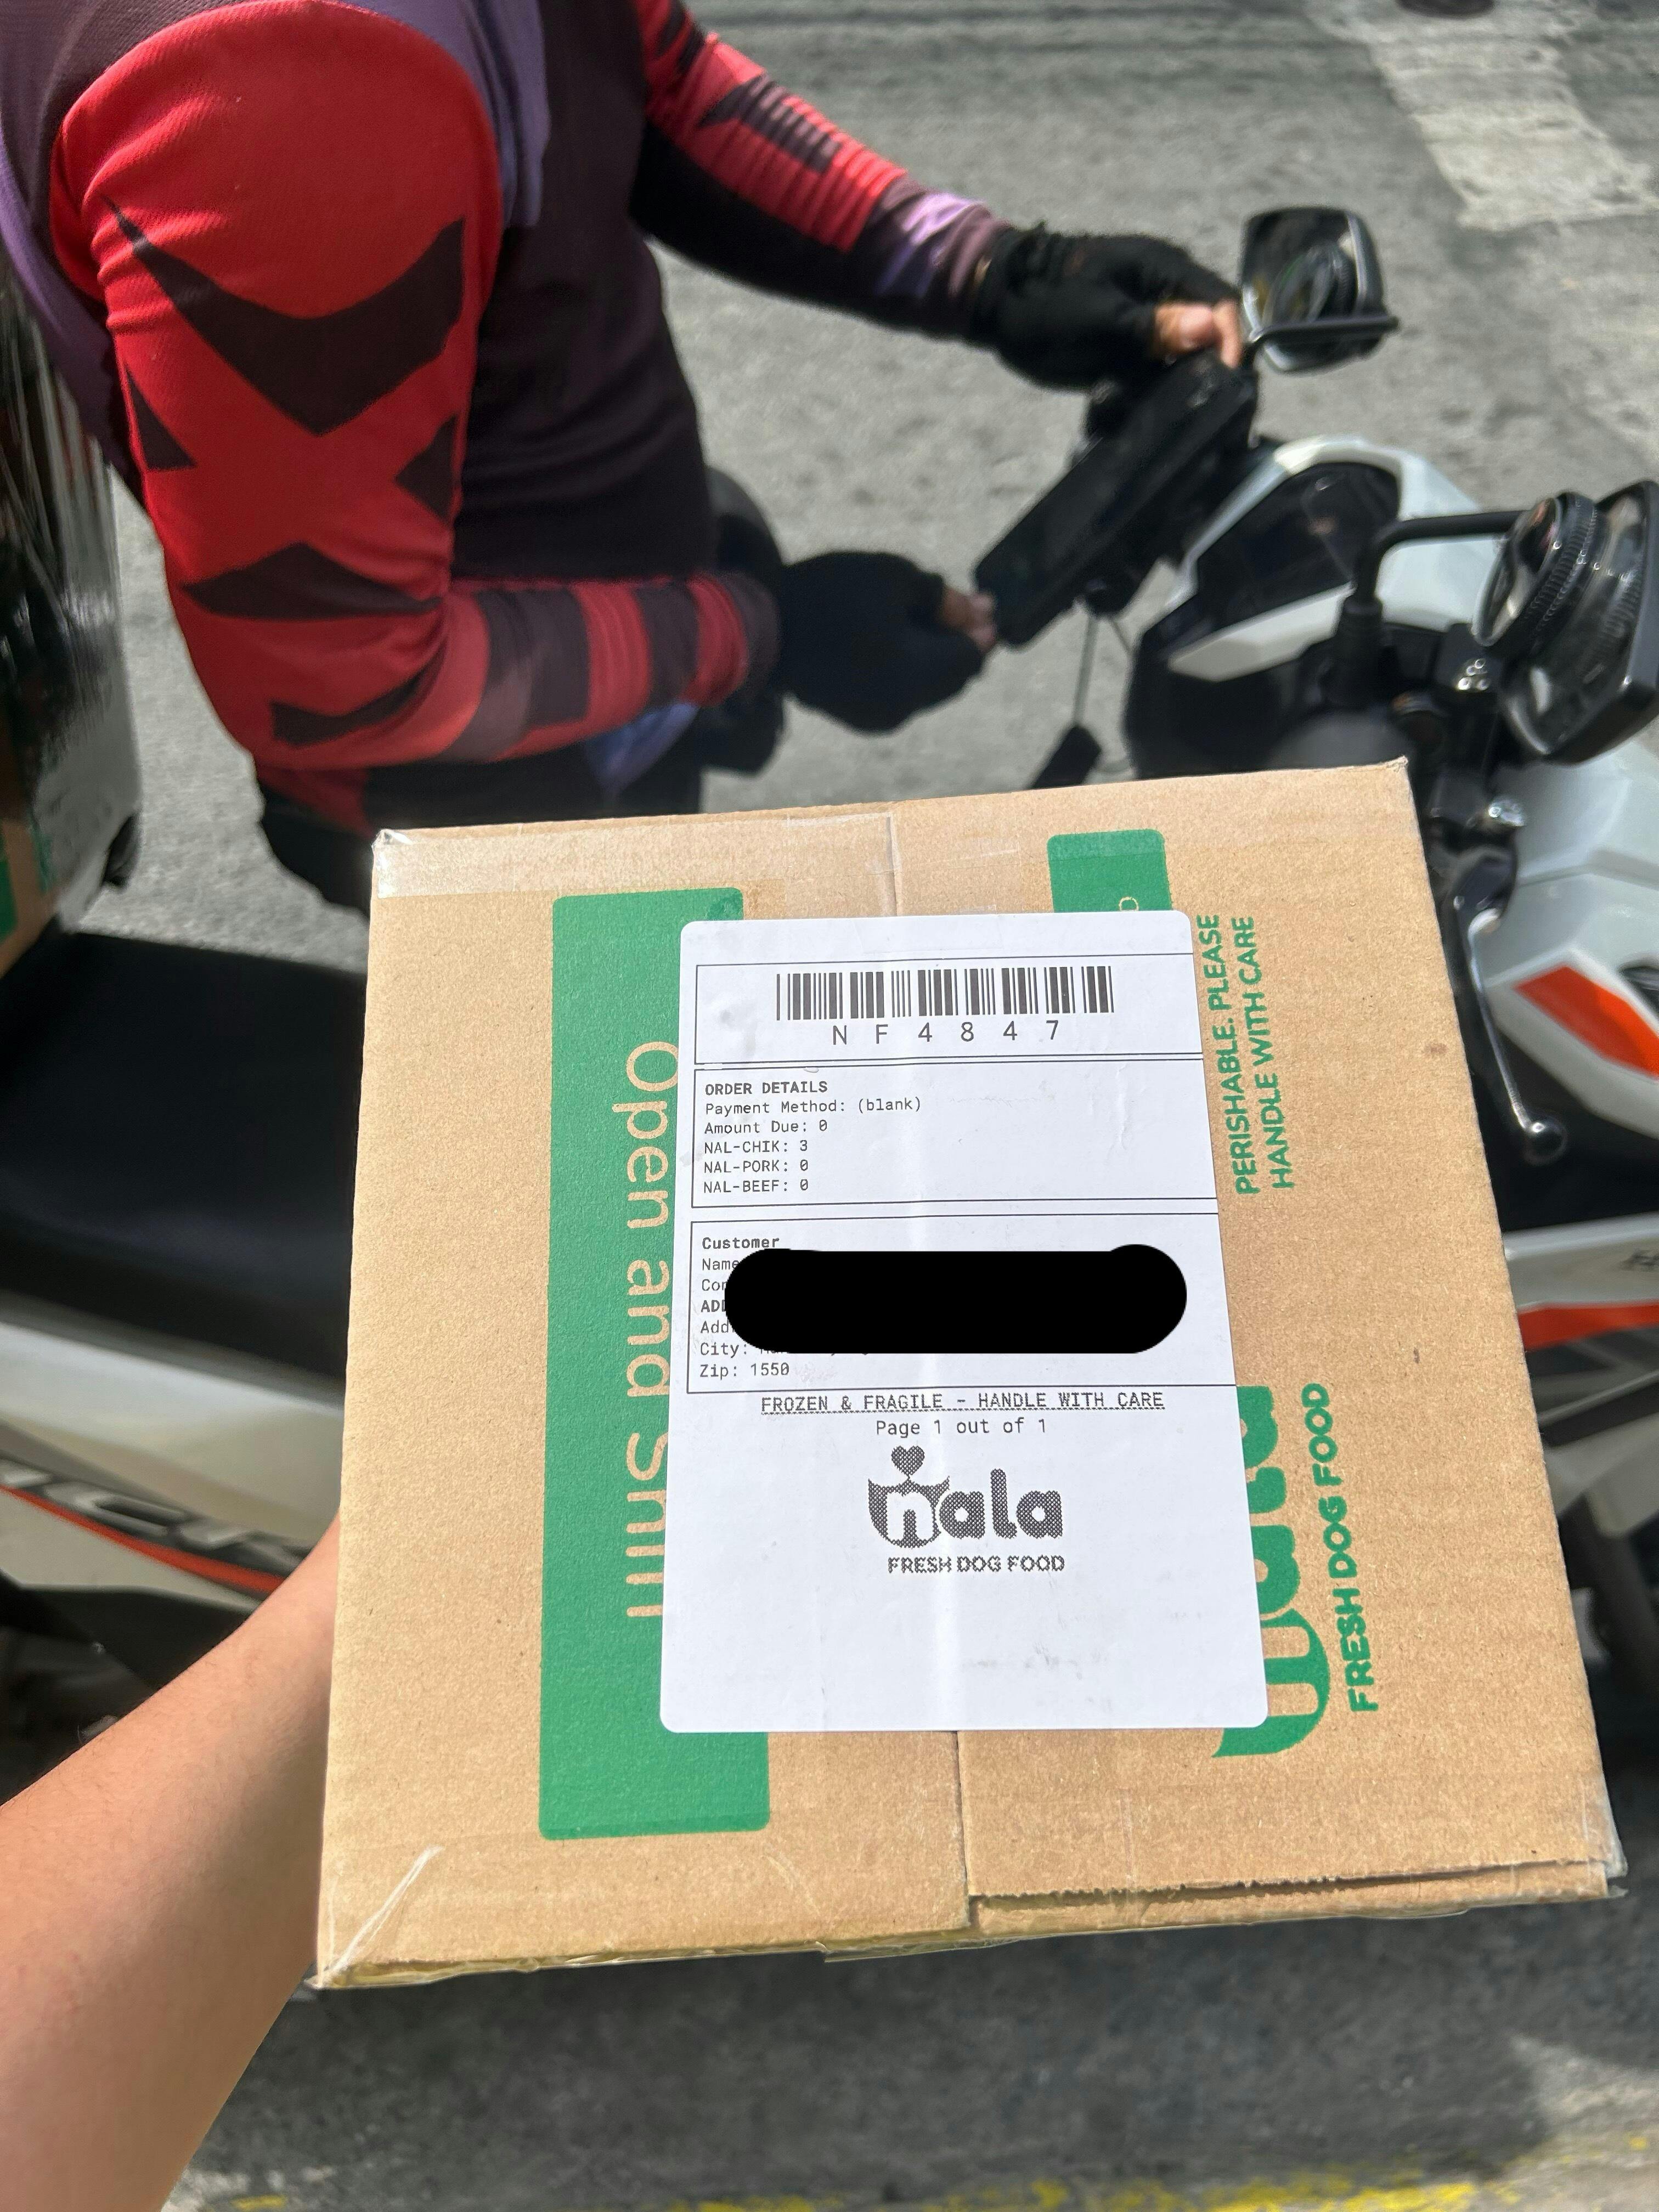 NF4847
ORDER DETAILS
Payment Method: (blank)
Amount Due: 0
NAL-CHIK: 3
NAL-PORK: 0
NAL-BEEF: 0
Customer
Name
City:
Zip: 1550
FROZEN & FRAGILE - HANDLE WITH CARE
Page 1 out of 1
nala
FRESH DOG FOOD
Open and
PERISHABLE. PLEASE
HANDLE WITH CARE
nala
FRESH DOG FOOD